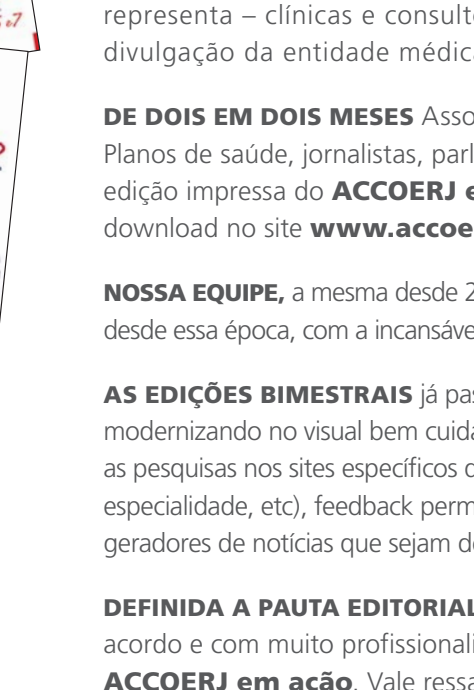 representa – clínicas e consult
divulgação da entidade médic
DE DOIS EM DOIS MESES Asso
Planos de saúde, jornalistas, parl
edição impressa do ACCOERJ e
download no site www.accoe
NOSSA EQUIPE, a mesma desde 2
desde essa época, com a incansáve
AS EDIÇÕES BIMESTRAIS já pas
modernizando no visual bem cuida
as pesquisas nos sites específicos d
especialidade, etc), feedback perm
geradores de notícias que sejam d
DEFINIDA A PAUTA EDITORIAL
acordo e com muito profissionali
ACCOERJ em ação. Vale ressa